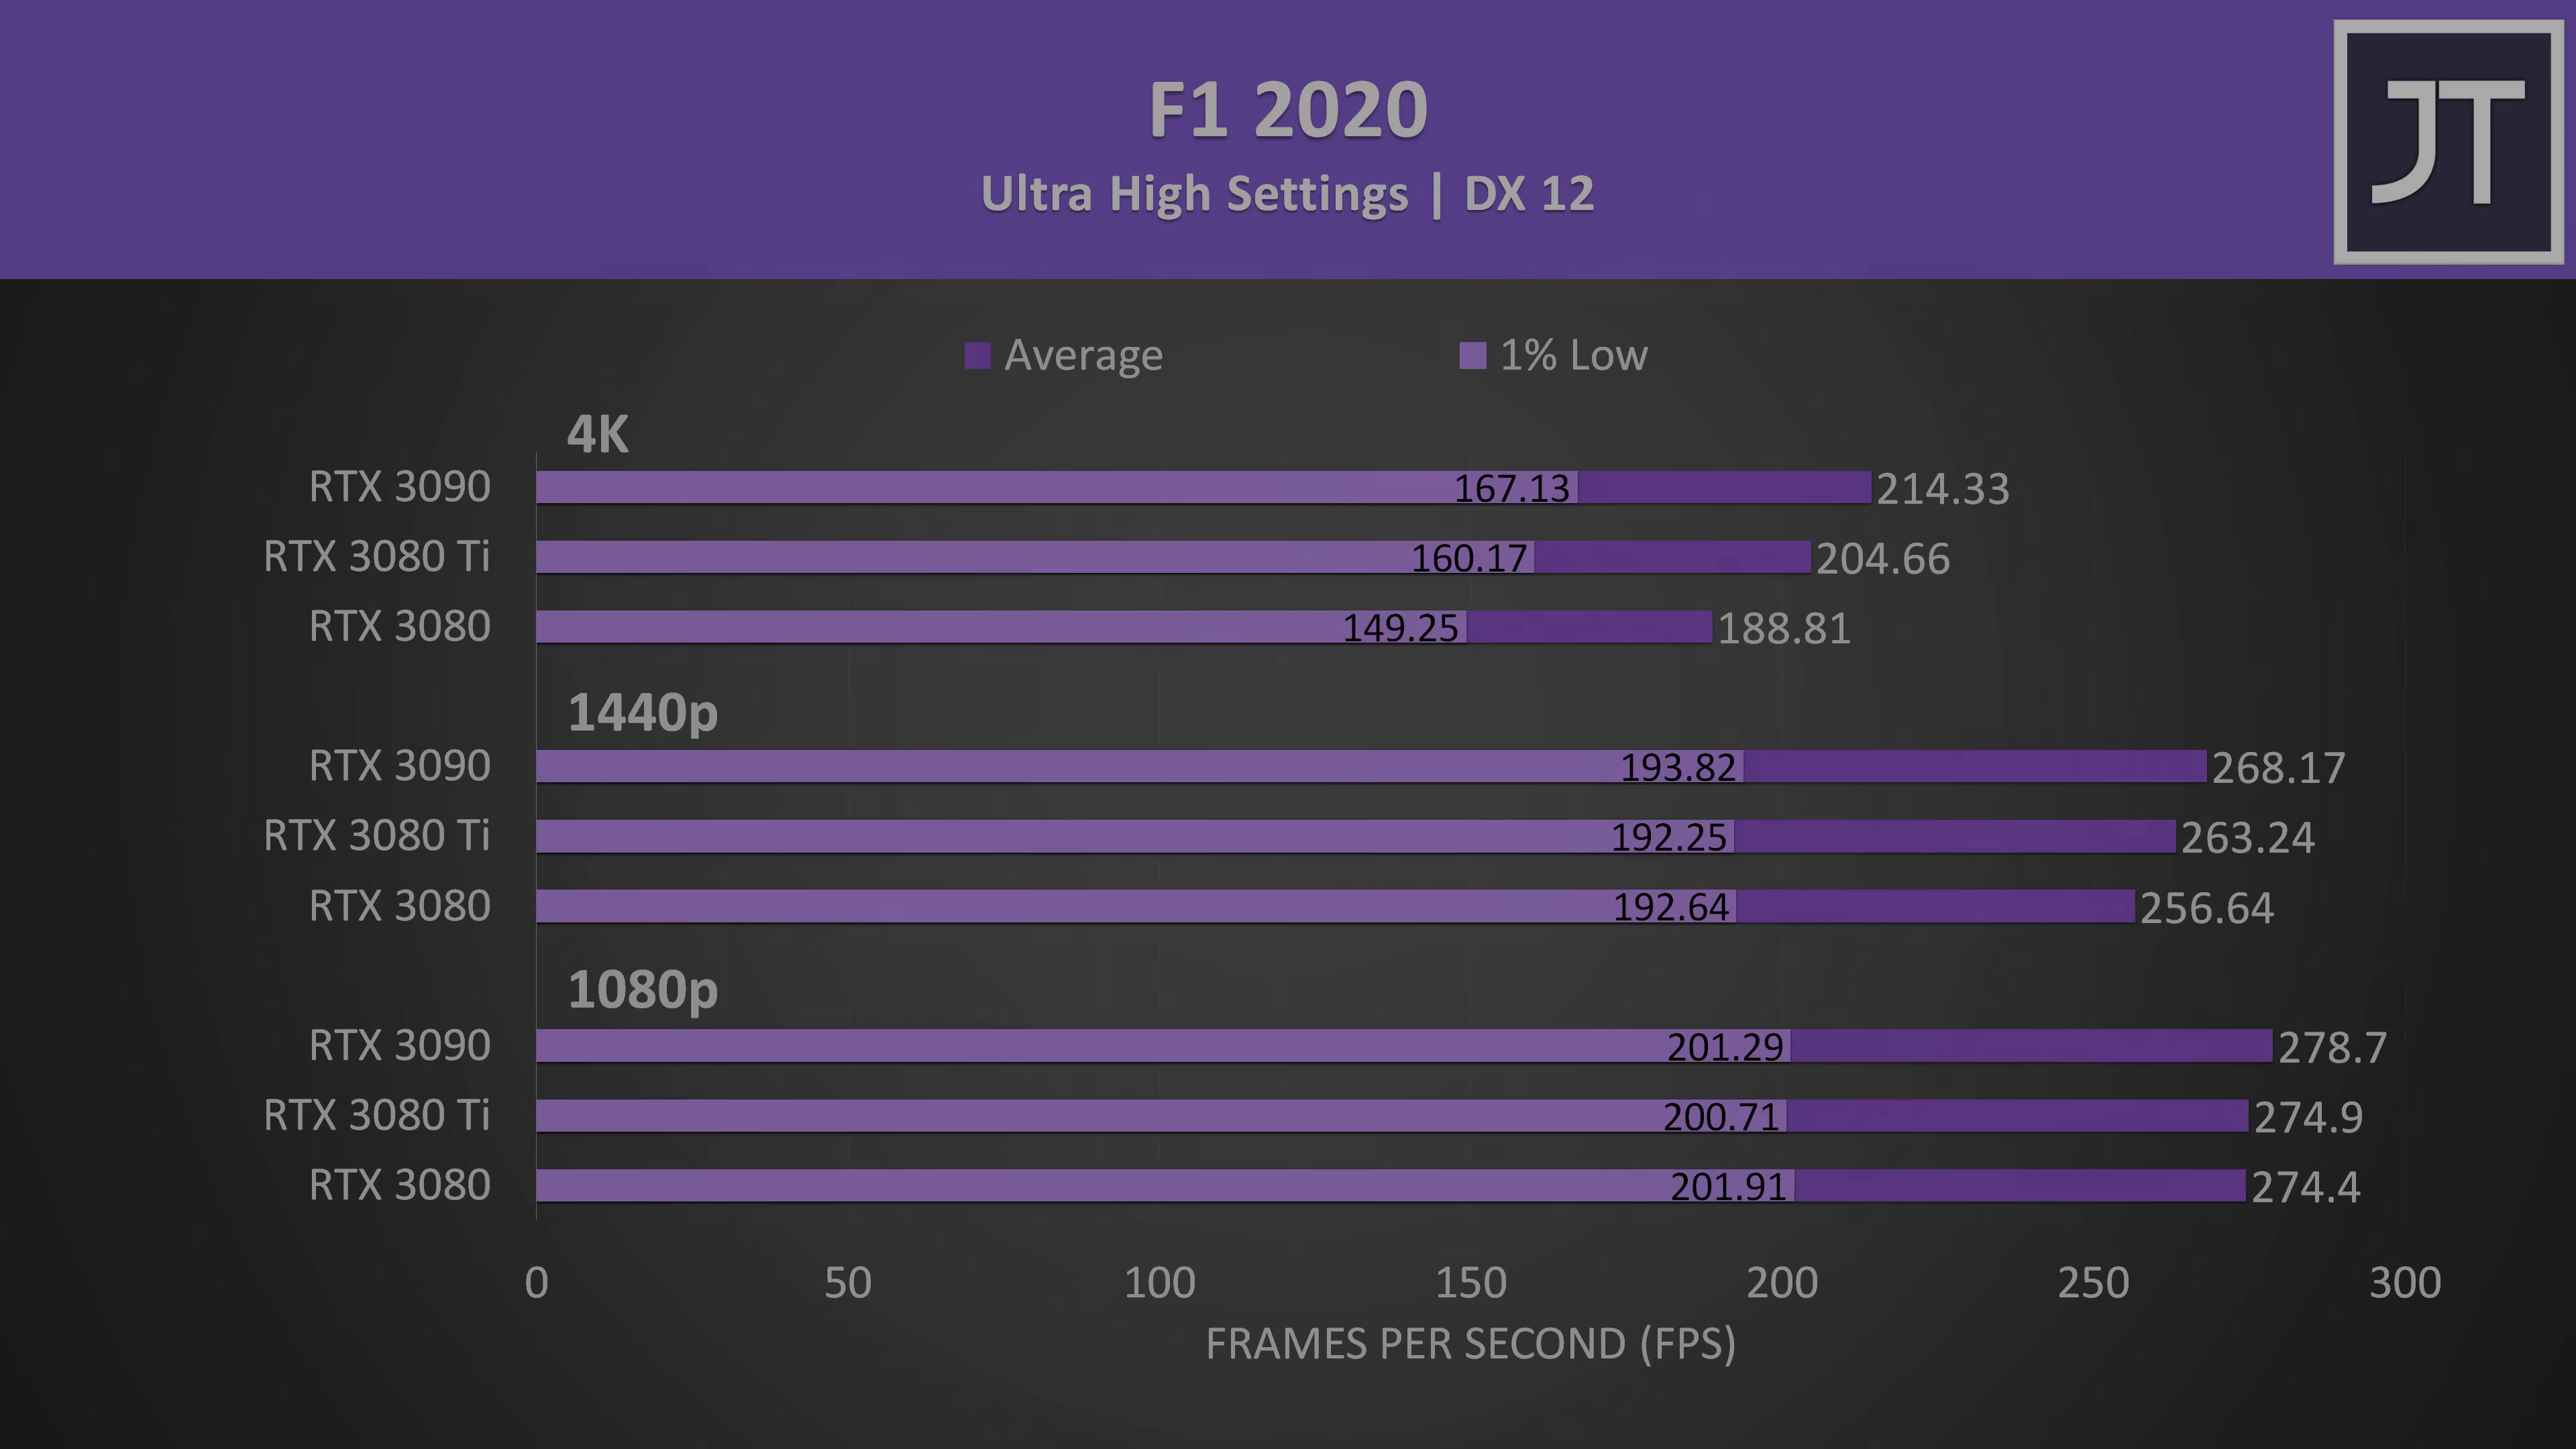 F1 2020
Ultra High Settings | DX 12
JT
Average 1% Low
4K
RTX 3090 167.13 214.33
RTX 3080 Ti 160.17 204.66
RTX 3080 149.25 188.81
1440p
RTX 3090 193.82 268.17
RTX 3080 Ti 192.25 263.24
RTX 3080 192.64 256.64
1080p
RTX 3090 201.29 278.7
RTX 3080 Ti 200.71 274.9
RTX 3080 201.91 274.4
0 50 100 150 200 250 300
FRAMES PER SECOND (FPS)